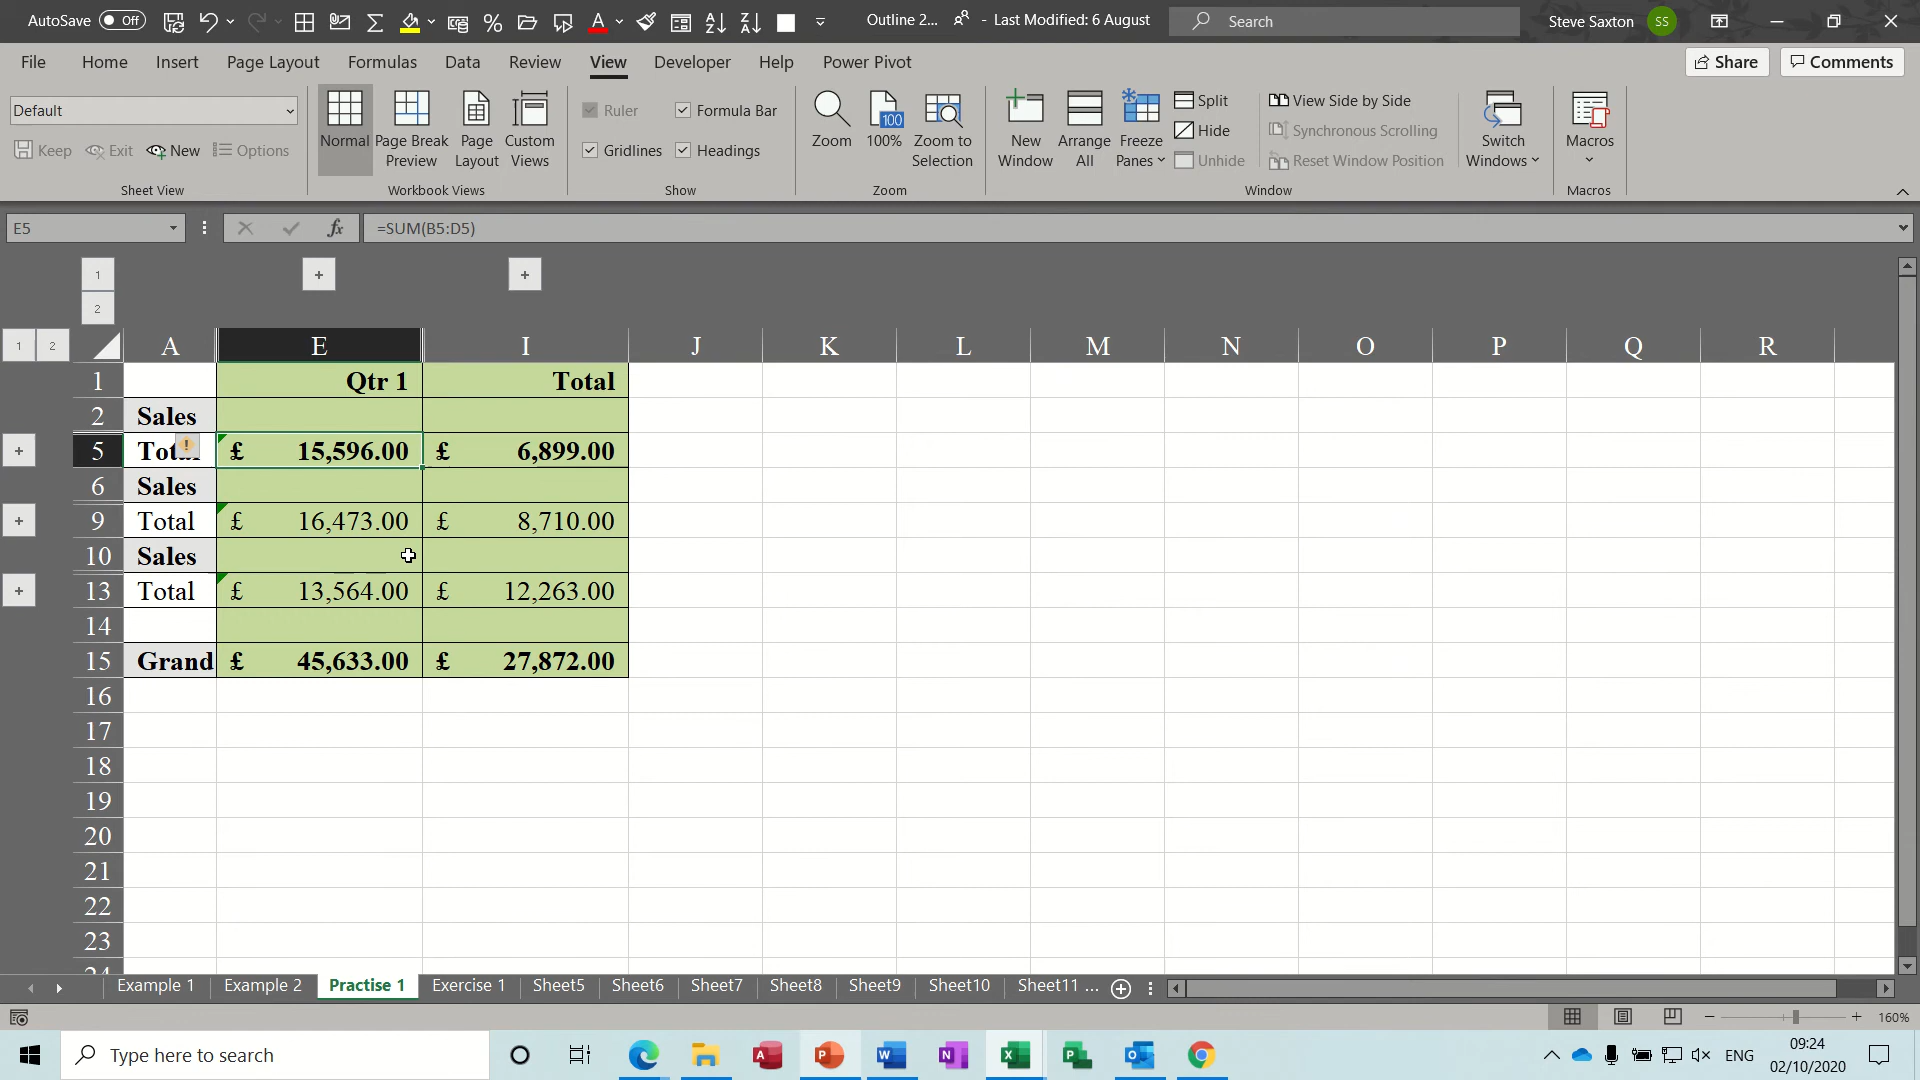 AutoSave Off Outline 2... - Last Modified: 6 August Search Steve Saxton SS
File Home Insert Page Layout Formulas Data Review View Developer Help Power Pivot Share Comments
Default
Keep Exit New Options
Sheet View
Normal Page Break Preview Page Layout Custom Views
Workbook Views
Ruler Formula Bar
Gridlines Headings
Show
Zoom 100 100% Zoom to Selection
Zoom
New Window Arrange All Freeze Panes
Split
Hide
Unhide
View Side by Side
Synchronous Scrolling
Reset Window Position
Switch Windows
Window
Macros
Macros
E5 fx =SUM(B5:D5)
1 + +
2
1 2 A E I J K L M N O P Q R
1 Qtr 1 Total
2 Sales
+ 5 £ 15,596.00 £ 6,899.00
6 Sales
+ 9 Total £ 16,473.00 £ 8,710.00
10 Sales
+ 13 Total £ 13,564.00 £ 12,263.00
14
15 Grand £ 45,633.00 £ 27,872.00
16
17
18
19
20
21
22
23
Example 1 Example 2 Practise 1 Exercise 1 Sheet5 Sheet6 Sheet7 Sheet8 Sheet9 Sheet10 Sheet11 ...
160%
Type here to search ENG 09:24
02/10/2020